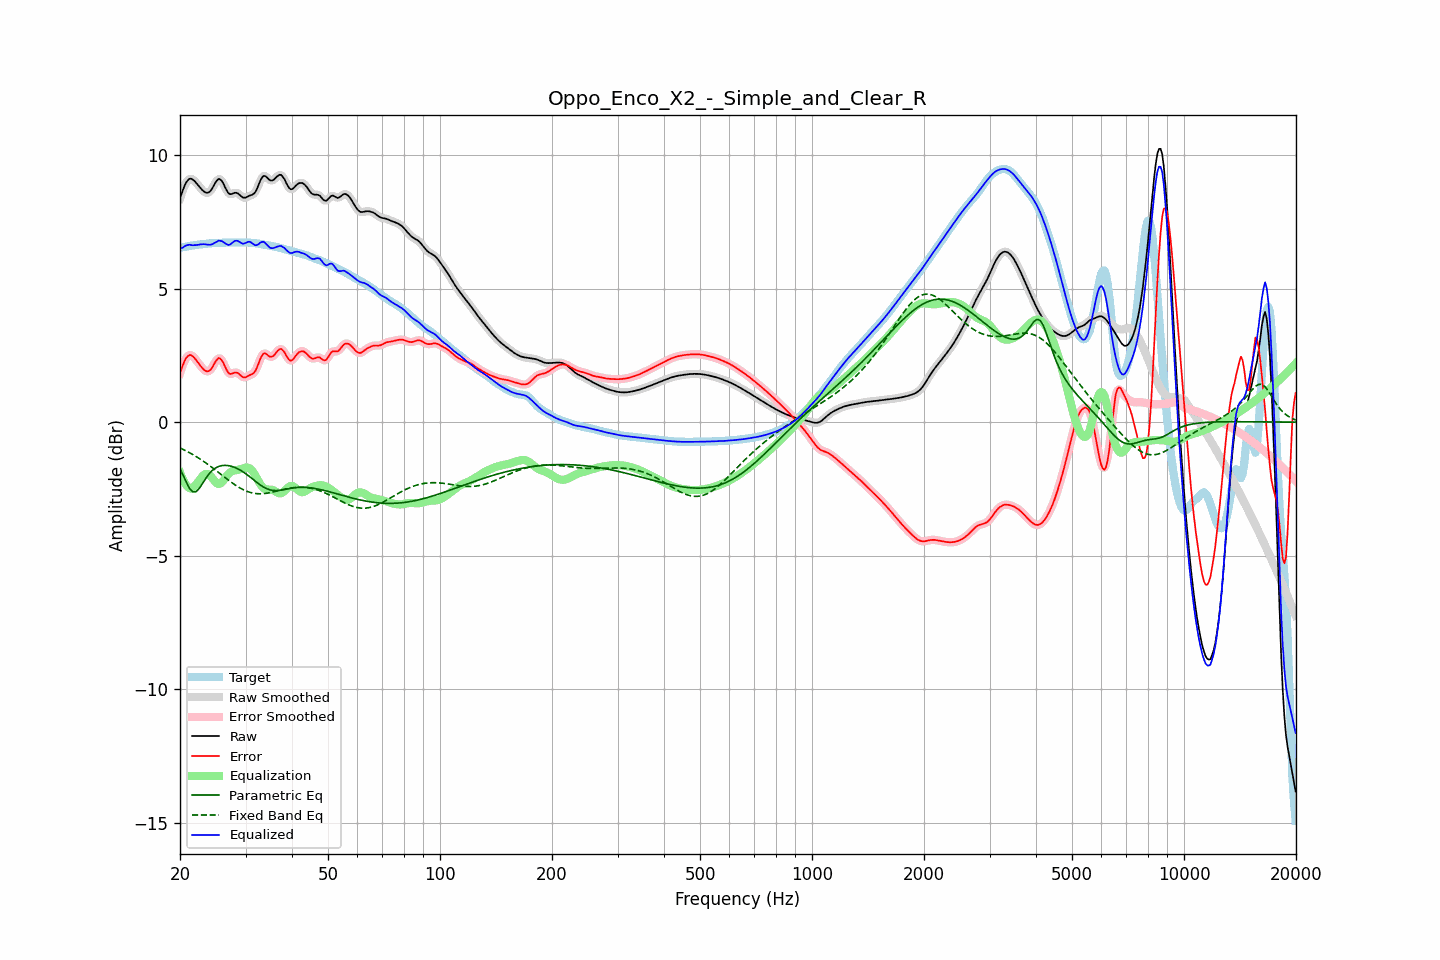 Oppo_Enco_X2_-_Simple_and_Clear_R
Amplitude (dBr)
10
5
0
−5
−10
−15
Target
Raw Smoothed
Error Smoothed
Raw
Error
Equalization
Parametric Eq
Fixed Band Eq
Equalized
20 50 100 200 500 1000 2000 5000 10000 20000
Frequency (Hz)